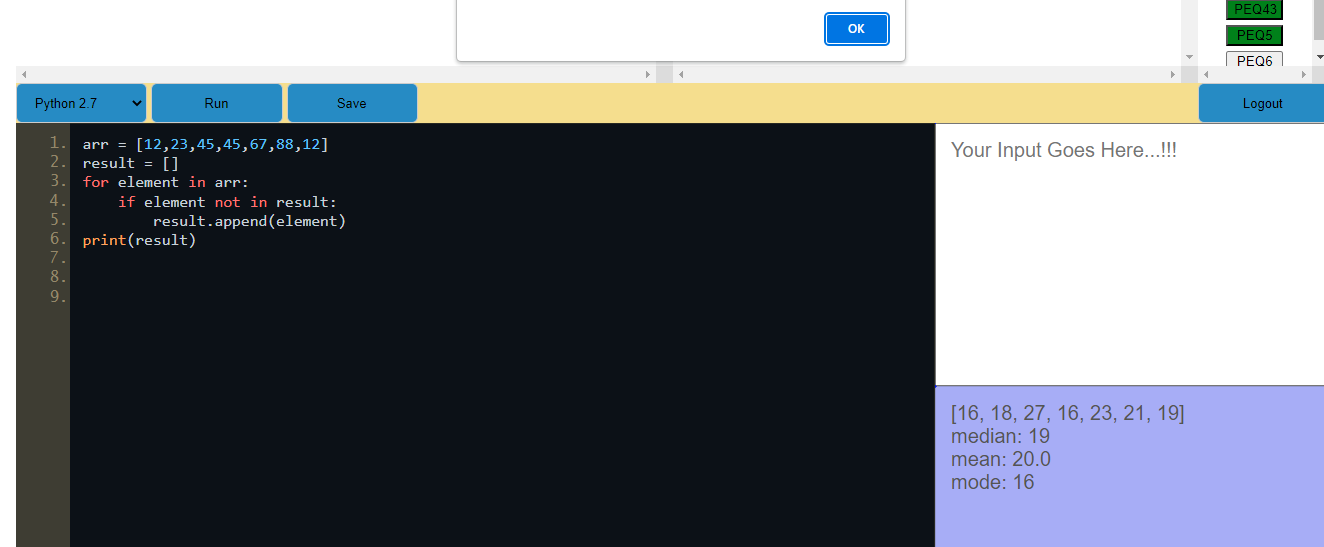 PEQ43
OK
PEQ5
PEQ6
Python 2.7 Run Save Logout
1. arr = [12,23,45,45,67,88,12]
2. result = []
3. for element in arr:
4. if element not in result:
5. result.append(element)
6. print(result)
7.
8.
9.
Your Input Goes Here...!!!
[16, 18, 27, 16, 23, 21, 19]
median: 19
mean: 20.0
mode: 16